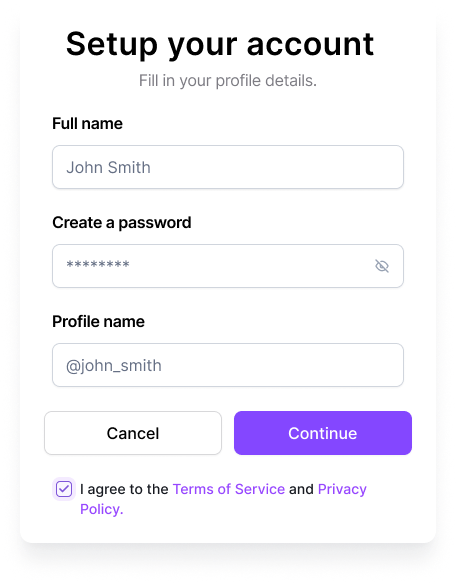 Setup your account
Fill in your profile details.
Full name
John Smith
Create a password
********
Profile name
@john_smith
Cancel
Continue
I agree to the Terms of Service and Privacy
Policy.